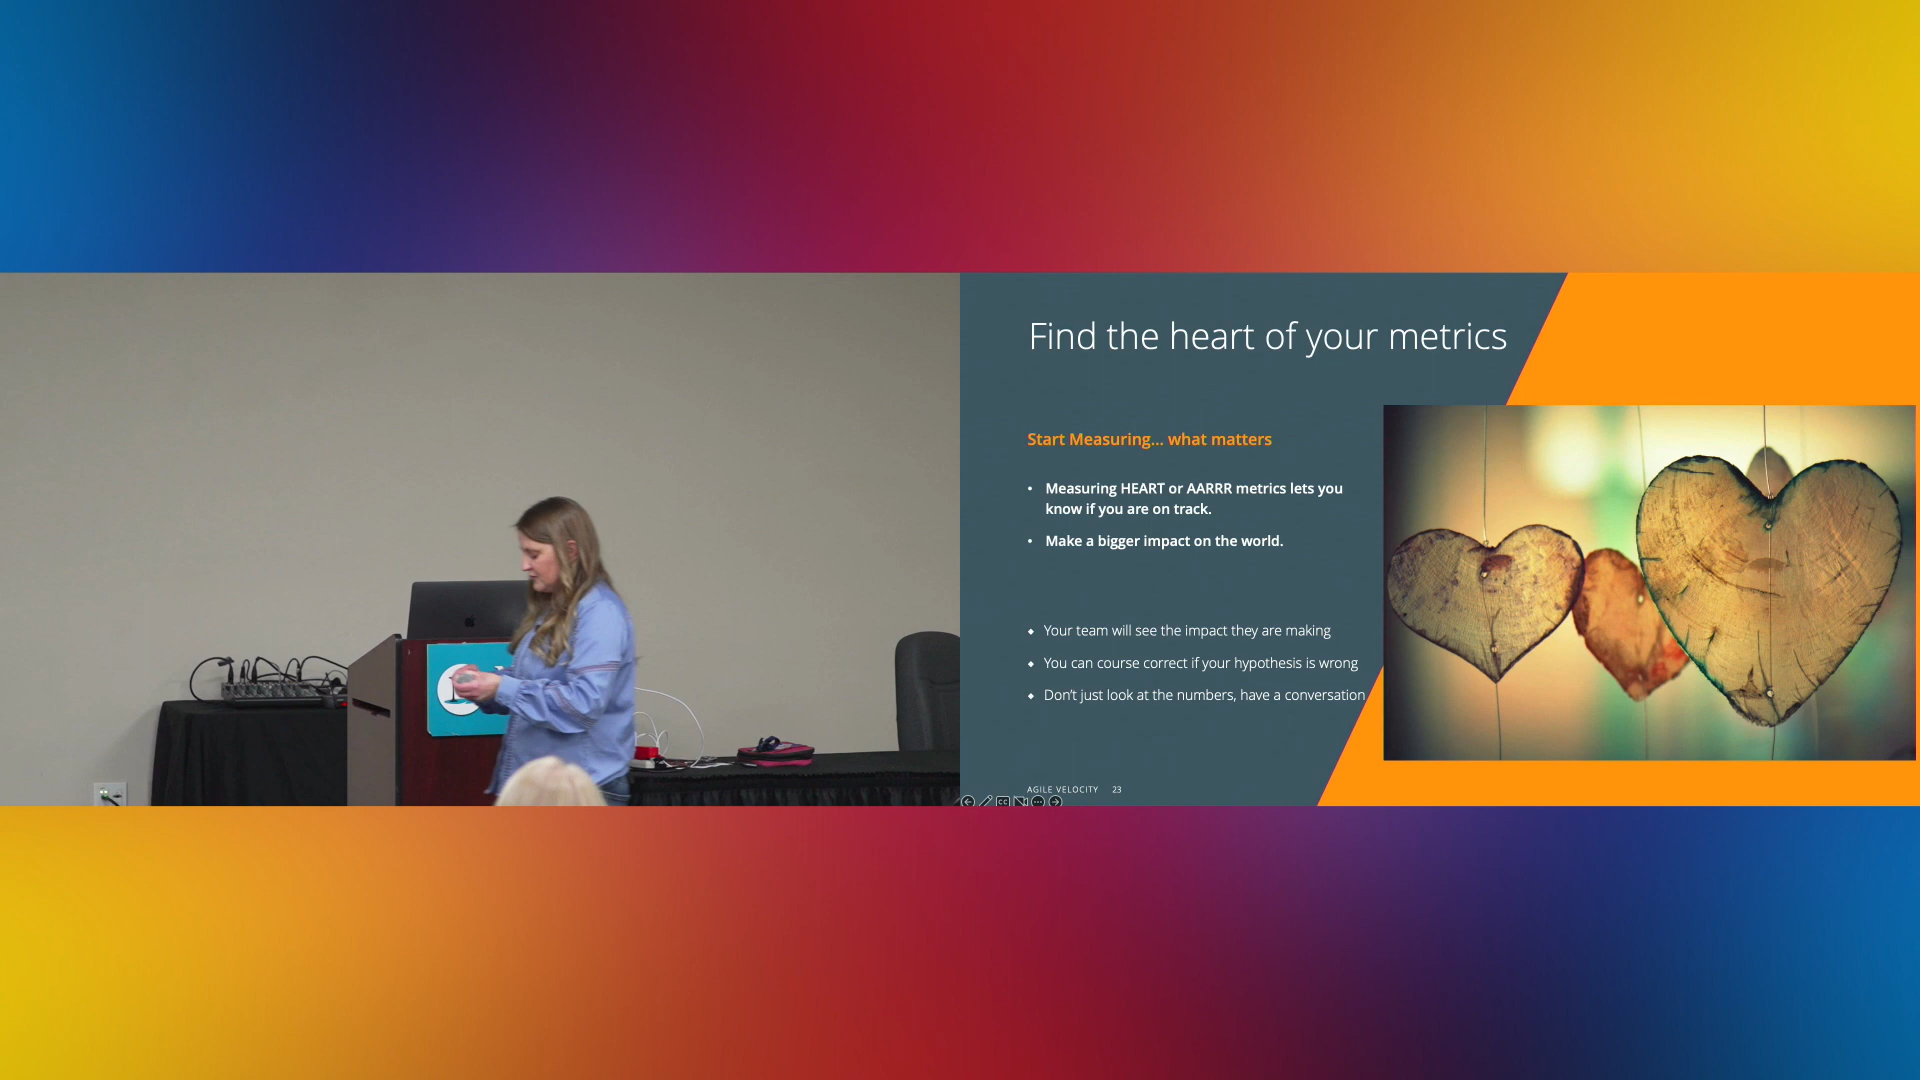 Find the heart of your metrics
Start Measuring... what matters
• Measuring HEART or AARRR metrics lets you
know if you are on track.
• Make a bigger impact on the world.
◆ Your team will see the impact they are making
◆ You can course correct if your hypothesis is wrong
◆ Don't just look at the numbers, have a conversation
AGILE VELOCITY 23
CC